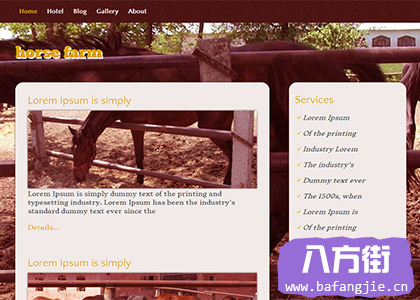 Home Hotel Blog Gallery About
horse farm
Lorem Ipsum is simply
Lorem Ipsum is simply dummy text of the printing and
typesetting industry. Lorem Ipsum has been the industry's
standard dummy text ever since the
Details...
Lorem Ipsum is simply
Services
Lorem Ipsum
Of the printing
Industry Lorem
The industry's
Dummy text ever
The 1500s, when
Lorem Ipsum is
Of the printing
八方街
www.bafangjie.cn